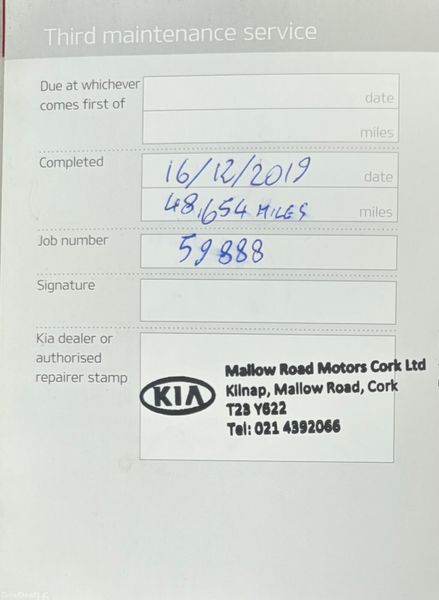 Third maintenance service
Due at whichever
comes first of
date
miles
Completed
16/12/2019
date
48,654 MILES
miles
Job number
59888
Signature
Kia dealer or
authorised
repairer stamp
KIA
Mallow Road Motors Cork Ltd
Kilnap, Mallow Road, Cork
T23 Y622
Tel: 021 4392066